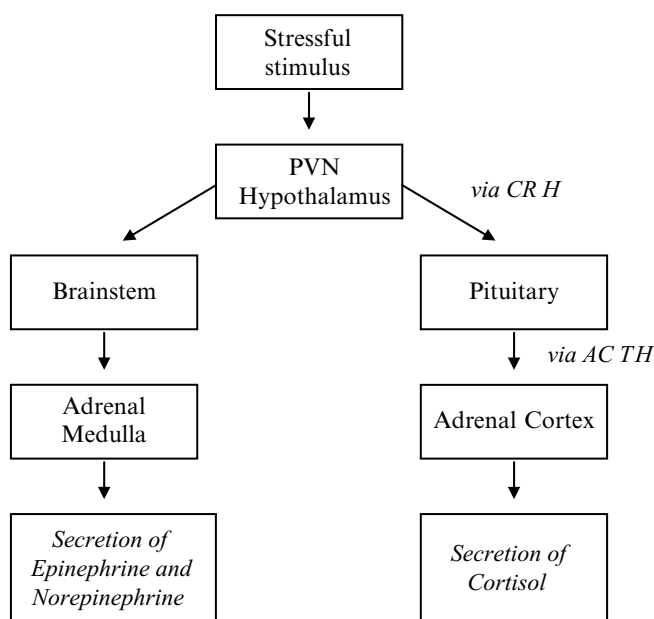 Stressful
stimulus
PVN
Hypothalamus
via CR H
Brainstem
Pituitary
via AC TH
Adrenal
Medulla
Adrenal Cortex
Secretion of
Epinephrine and
Norepinephrine
Secretion of
Cortisol